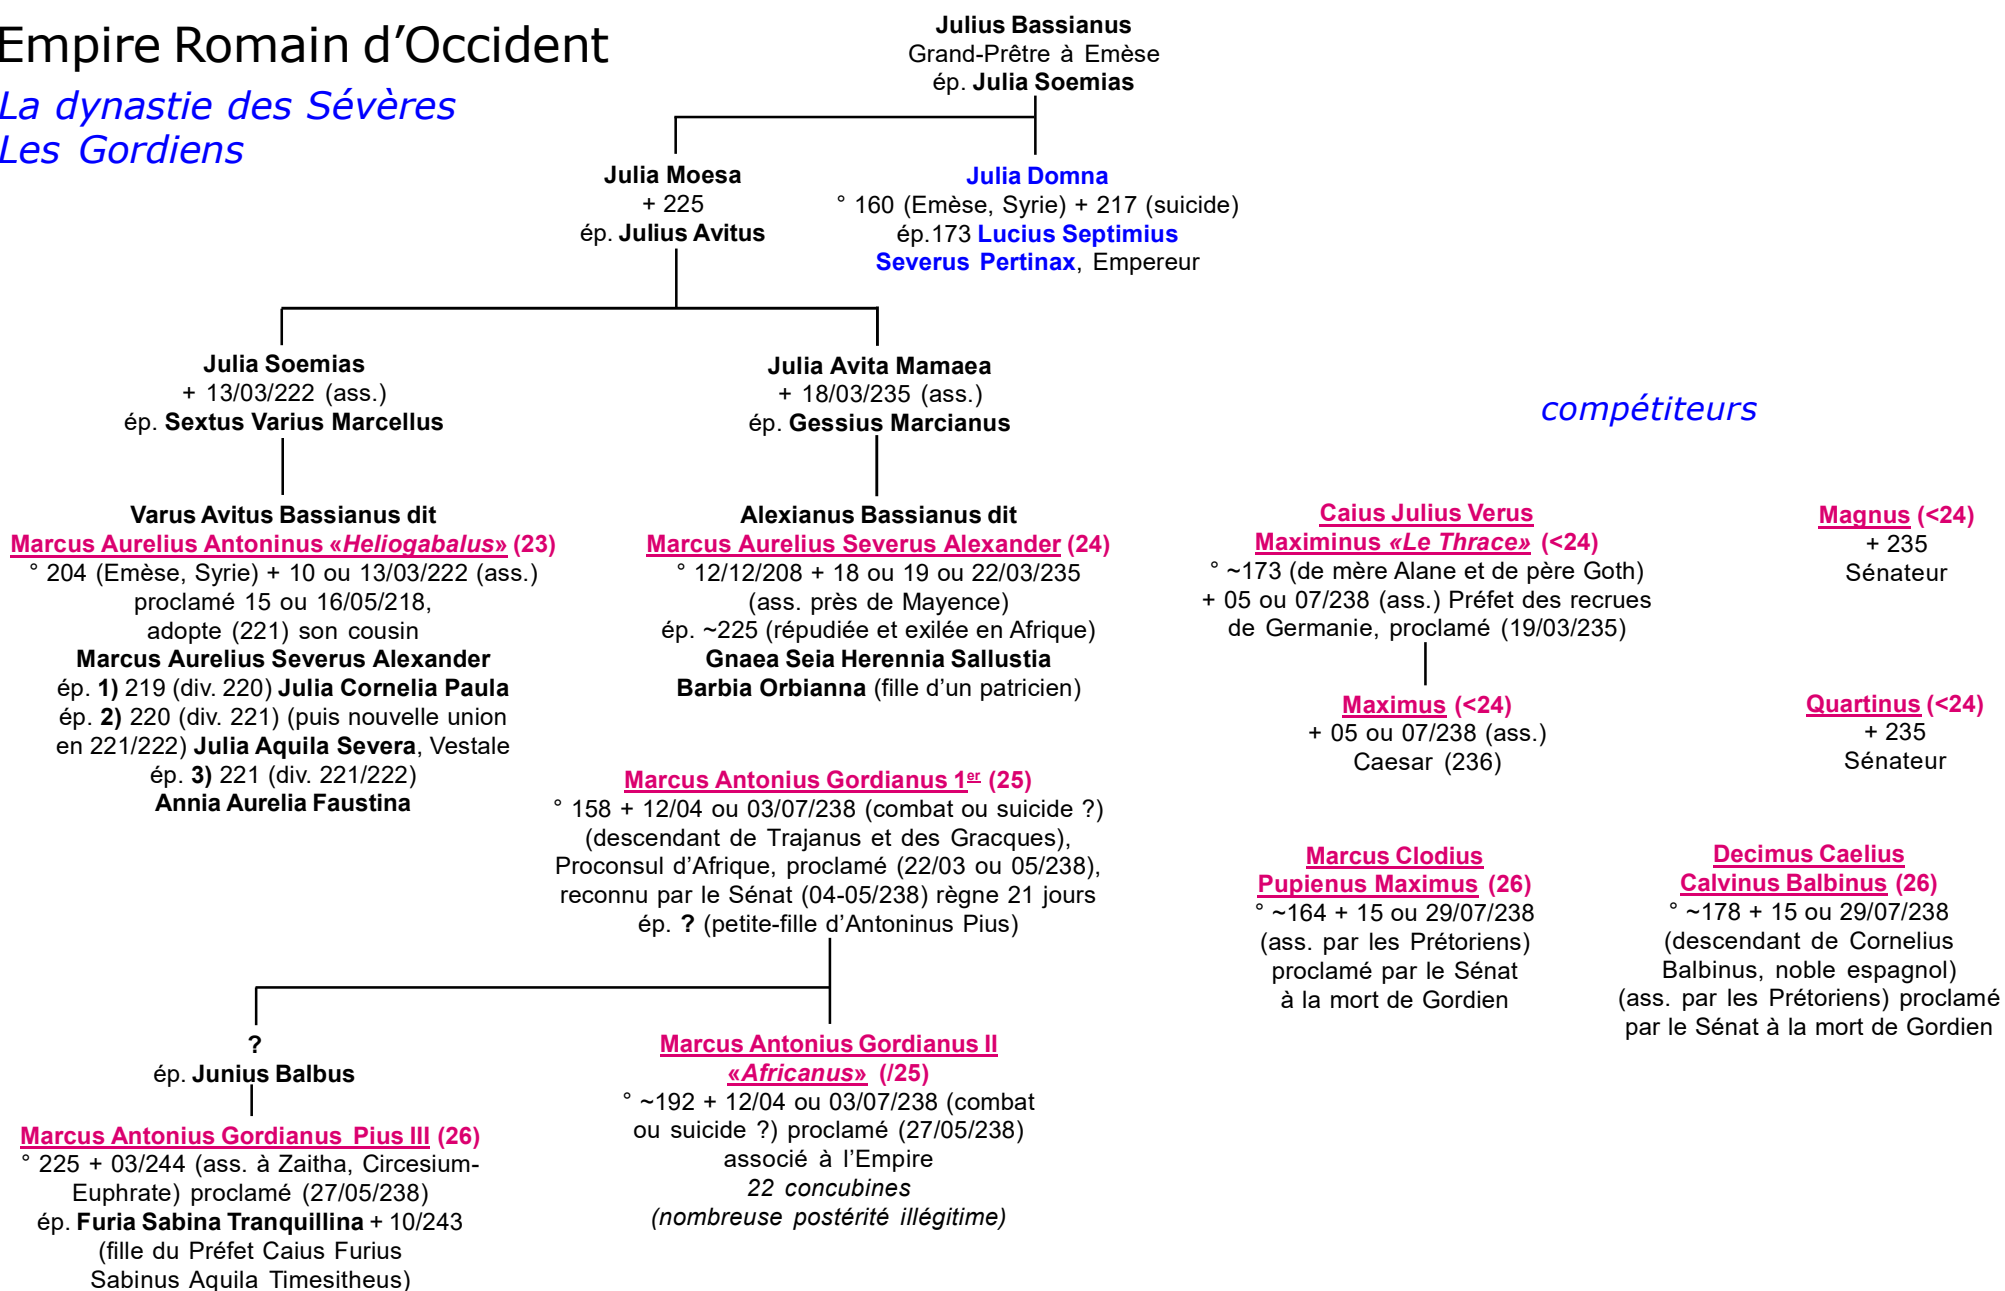 Empire Romain d’Occident
La dynastie des Sévères
Les Gordiens
Julius Bassianus
Grand-Prêtre à Emèse
ép. Julia Soemias
Julia Moesa
+ 225
ép. Julius Avitus
Julia Domna
° 160 (Emèse, Syrie) + 217 (suicide)
ép.173 Lucius Septimius
Severus Pertinax, Empereur
Julia Soemias
+ 13/03/222 (ass.)
ép. Sextus Varius Marcellus
Julia Avita Mamaea
+ 18/03/235 (ass.)
ép. Gessius Marcianus
compétiteurs
Varus Avitus Bassianus dit
Marcus Aurelius Antoninus «Heliogabalus» (23)
° 204 (Emèse, Syrie) + 10 ou 13/03/222 (ass.)
proclamé 15 ou 16/05/218,
adopte (221) son cousin
Marcus Aurelius Severus Alexander
ép. 1) 219 (div. 220) Julia Cornelia Paula
ép. 2) 220 (div. 221) (puis nouvelle union
en 221/222) Julia Aquila Severa, Vestale
ép. 3) 221 (div. 221/222)
Annia Aurelia Faustina
Alexianus Bassianus dit
Marcus Aurelius Severus Alexander (24)
° 12/12/208 + 18 ou 19 ou 22/03/235
(ass. près de Mayence)
ép. ~225 (répudiée et exilée en Afrique)
Gnaea Seia Herennia Sallustia
Barbia Orbianna (fille d’un patricien)
Caius Julius Verus
Maximinus «Le Thrace» (<24)
° ~173 (de mère Alane et de père Goth)
+ 05 ou 07/238 (ass.) Préfet des recrues
de Germanie, proclamé (19/03/235)
Magnus (<24)
+ 235
Sénateur
Maximus (<24)
+ 05 ou 07/238 (ass.)
Caesar (236)
Quartinus (<24)
+ 235
Sénateur
Marcus Antonius Gordianus 1er (25)
° 158 + 12/04 ou 03/07/238 (combat ou suicide ?)
(descendant de Trajanus et des Gracques),
Proconsul d’Afrique, proclamé (22/03 ou 05/238),
reconnu par le Sénat (04-05/238) règne 21 jours
ép. ? (petite-fille d’Antoninus Pius)
Marcus Clodius
Pupienus Maximus (26)
° ~164 + 15 ou 29/07/238
(ass. par les Prétoriens)
proclamé par le Sénat
à la mort de Gordien
Decimus Caelius
Calvinus Balbinus (26)
° ~178 + 15 ou 29/07/238
(descendant de Cornelius
Balbinus, noble espagnol)
(ass. par les Prétoriens) proclamé
par le Sénat à la mort de Gordien
?
ép. Junius Balbus
Marcus Antonius Gordianus II
«Africanus» (/25)
° ~192 + 12/04 ou 03/07/238 (combat
ou suicide ?) proclamé (27/05/238)
associé à l’Empire
22 concubines
(nombreuse postérité illégitime)
Marcus Antonius Gordianus Pius III (26)
° 225 + 03/244 (ass. à Zaitha, Circesium-
Euphrate) proclamé (27/05/238)
ép. Furia Sabina Tranquillina + 10/243
(fille du Préfet Caius Furius
Sabinus Aquila Timesitheus)